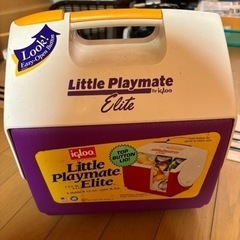 Look!
Easy-Open Button
Little Playmate
by igloo
Elite
igloo
Little
Playmate
Elite
TOP
BUTTON
LID!